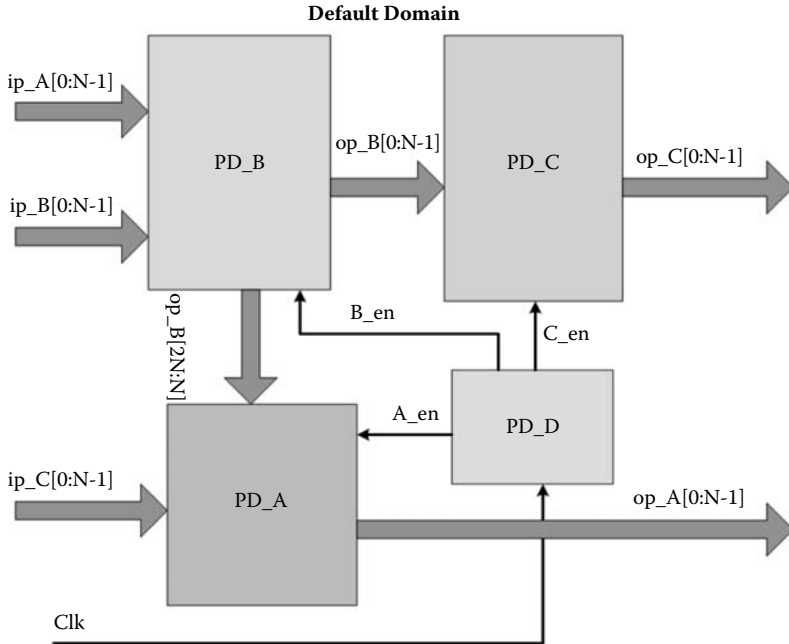 Default Domain
ip_A[0:N-1]
PD_B
op_B[0:N-1]
PD_C
op_C[0:N-1]
ip_B[0:N-1]
op_B[2N:N]
B_en
C_en
A_en
PD_D
ip_C[0:N-1]
PD_A
op_A[0:N-1]
Clk